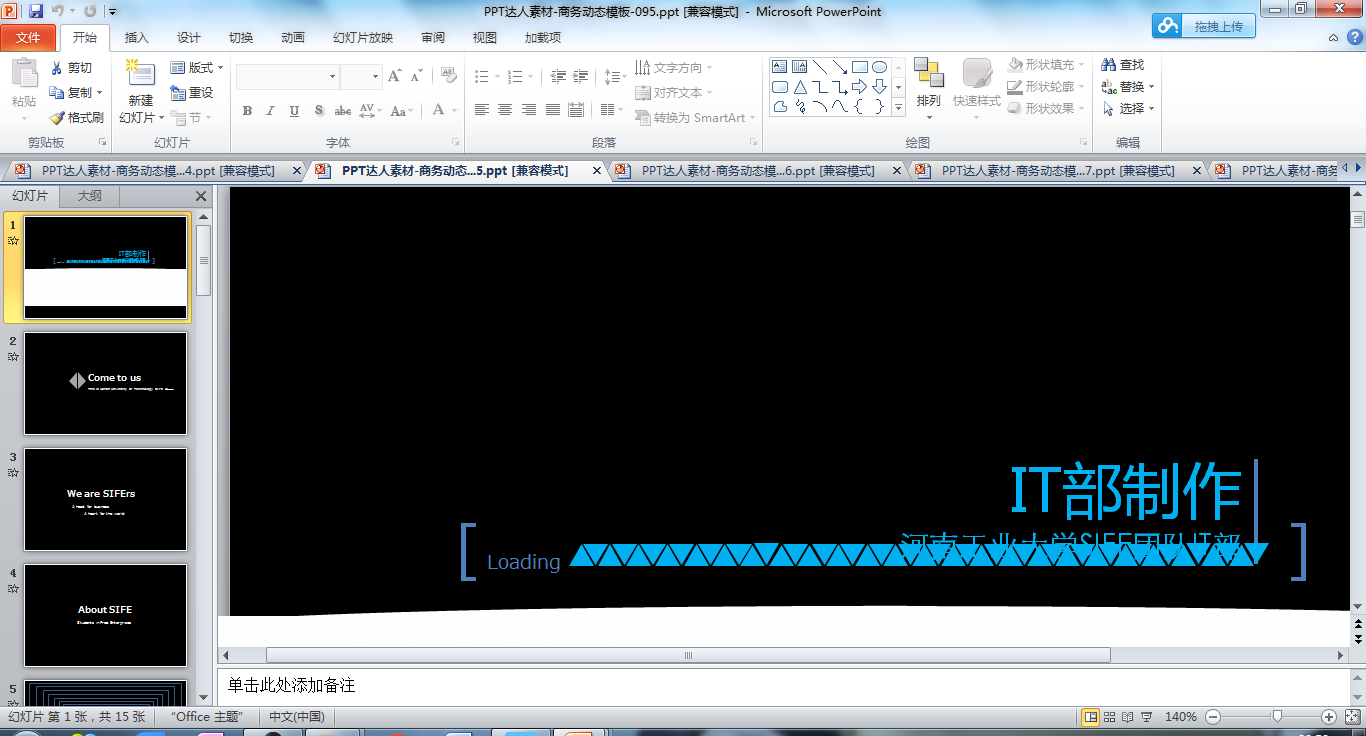 PPT达人素材-商务动态模板-095.ppt [兼容模式] - Microsoft PowerPoint
文件 开始 插入 设计 切换 动画 幻灯片放映 审阅 视图 加载项
拖拽上传
粘贴
剪切
复制
格式刷
剪贴板
新建
幻灯片
版式
重设
节
幻灯片
B I U S abc AV Aa A
字体
文字方向
对齐文本
转换为 SmartArt
段落
排列
快速样式
形状填充
形状轮廓
形状效果
绘图
查找
替换
选择
编辑
PPT达人素材-商务动态模...4.ppt [兼容模式]
PPT达人素材-商务动态...5.ppt [兼容模式]
PPT达人素材-商务动态模...6.ppt [兼容模式]
PPT达人素材-商务动态模...7.ppt [兼容模式]
PPT达人素材-商务
幻灯片 大纲
1
IT部制作
2
Come to us
3
We are SIFErs
A head for business
A heart for the world
4
About SIFE
Students in Free Enterprise
5
IT部制作
河南工业大学SIFE团队IT部
[ Loading ]
单击此处添加备注
幻灯片 第 1 张，共 15 张 “Office 主题” 中文(中国) 140%